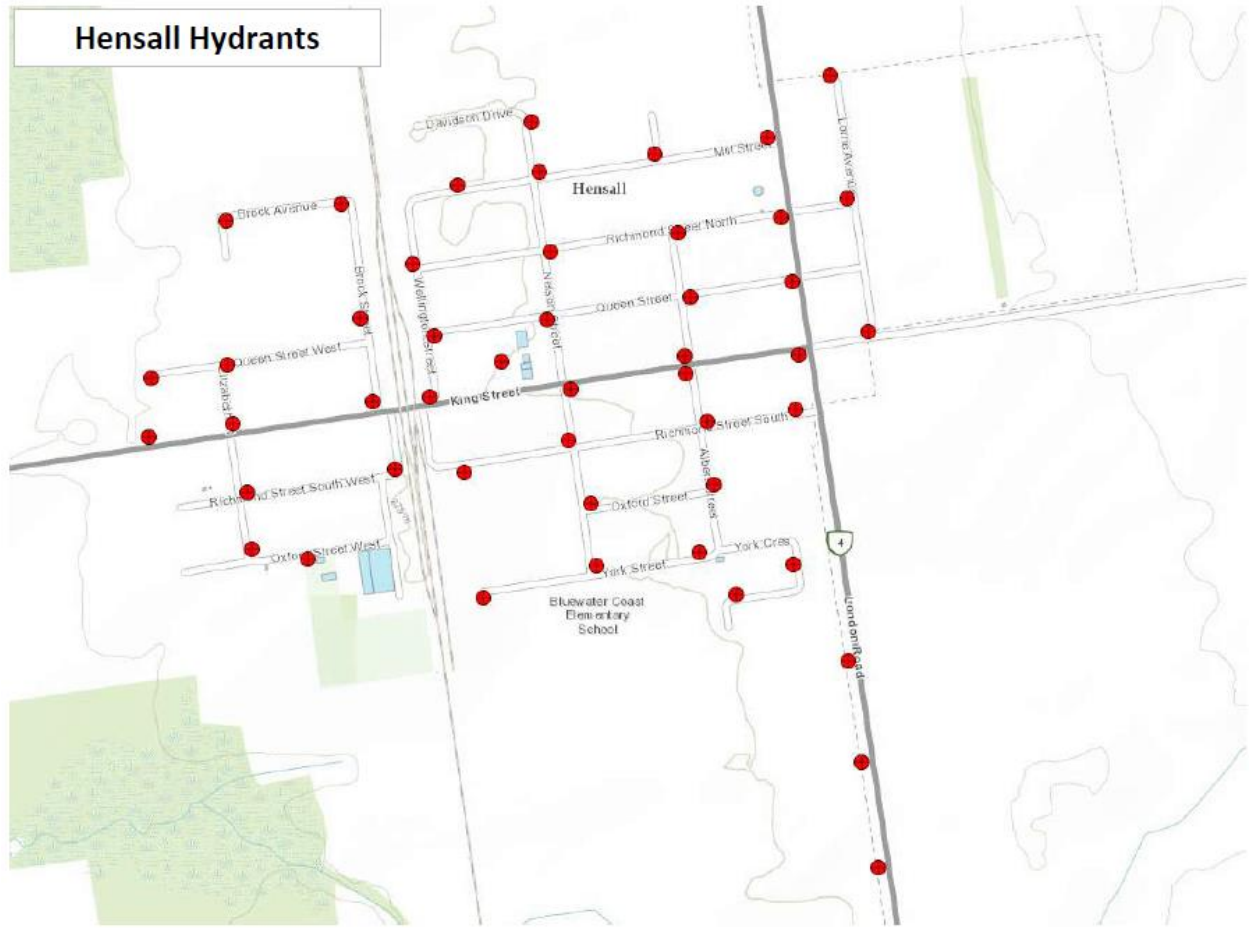 Hensall Hydrants
Davidson Drive
Mill Street
Lorne Avenue
Hensall
Brock Avenue
Richmond Street North
Brock Street
Wellington Street
Nelson Street
Queen Street
Queen Street West
King Street
Richmond Street South
Albert Street
Richmond Street South West
Oxford Street
Oxford Street West
York Cres
York Street
4
Bluewater Coast
Elementary
School
London Road